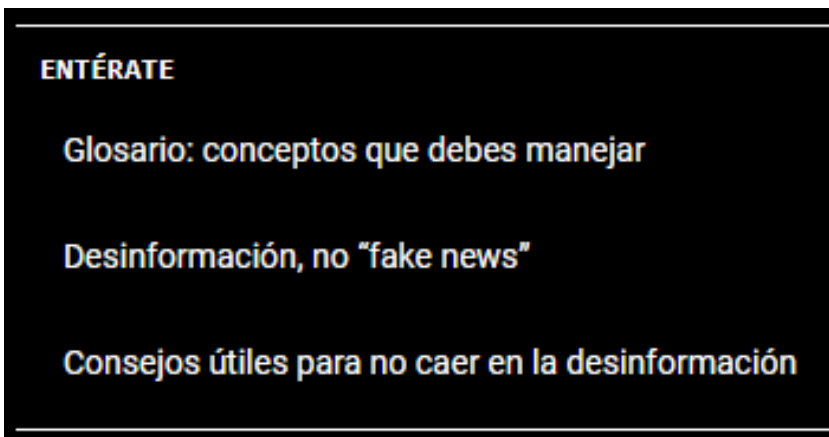 ENTÉRATE
Glosario: conceptos que debes manejar
Desinformación, no “fake news”
Consejos útiles para no caer en la desinformación